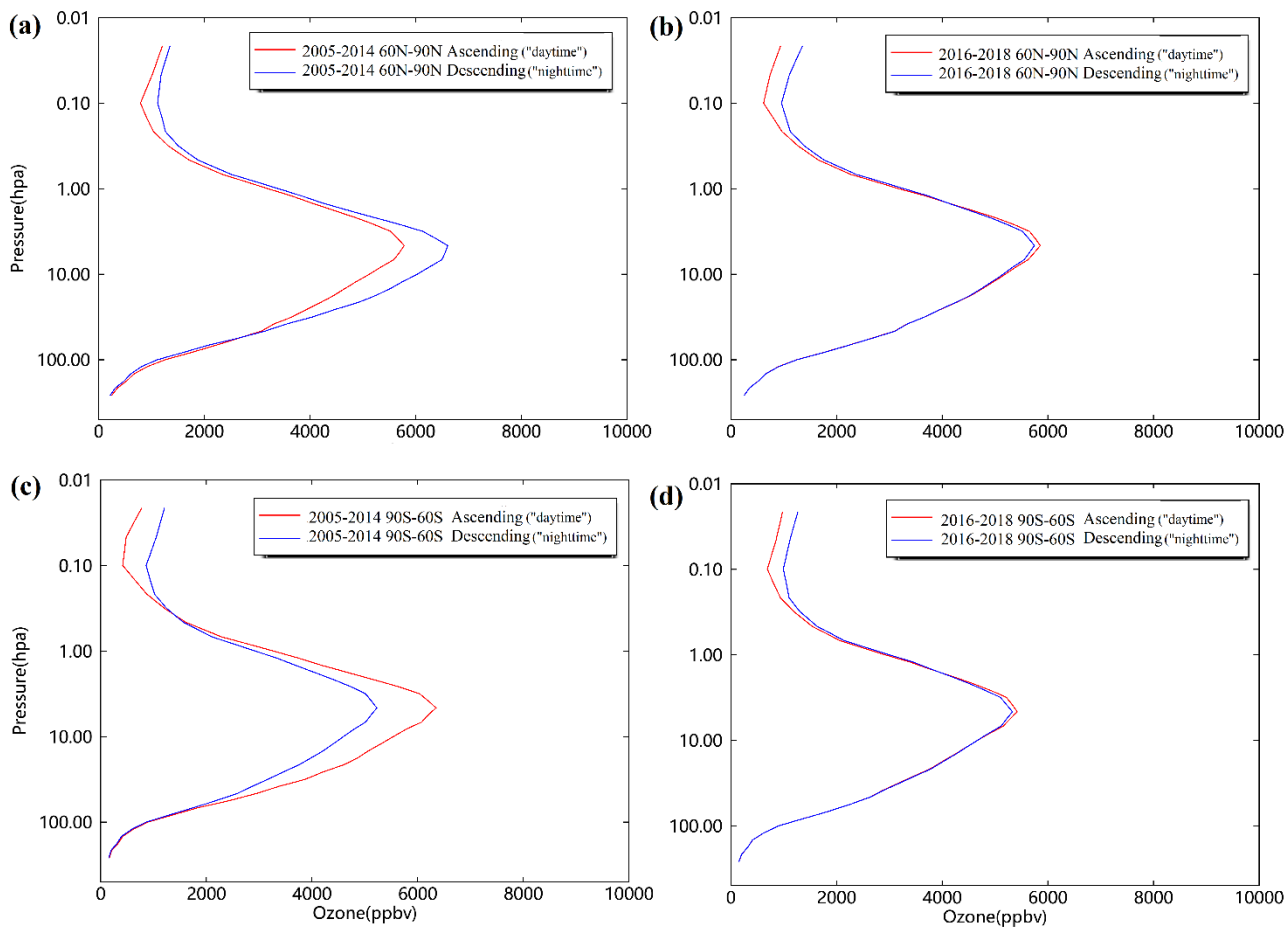 (a)
0.01
2005-2014 60N-90N Ascending ("daytime")
2005-2014 60N-90N Descending ("nighttime")
0.10
1.00
10.00
100.00
Pressure(hpa)
0 2000 4000 6000 8000 10000
(b)
0.01
2016-2018 60N-90N Ascending ("daytime")
2016-2018 60N-90N Descending ("nighttime")
0.10
1.00
10.00
100.00
0 2000 4000 6000 8000 10000
(c)
0.01
2005-2014 90S-60S Ascending ("daytime")
2005-2014 90S-60S Descending ("nighttime")
0.10
1.00
10.00
100.00
Pressure(hpa)
0 2000 4000 6000 8000 10000
Ozone(ppbv)
(d)
0.01
2016-2018 90S-60S Ascending ("daytime")
2016-2018 90S-60S Descending ("nighttime")
0.10
1.00
10.00
100.00
0 2000 4000 6000 8000 10000
Ozone(ppbv)